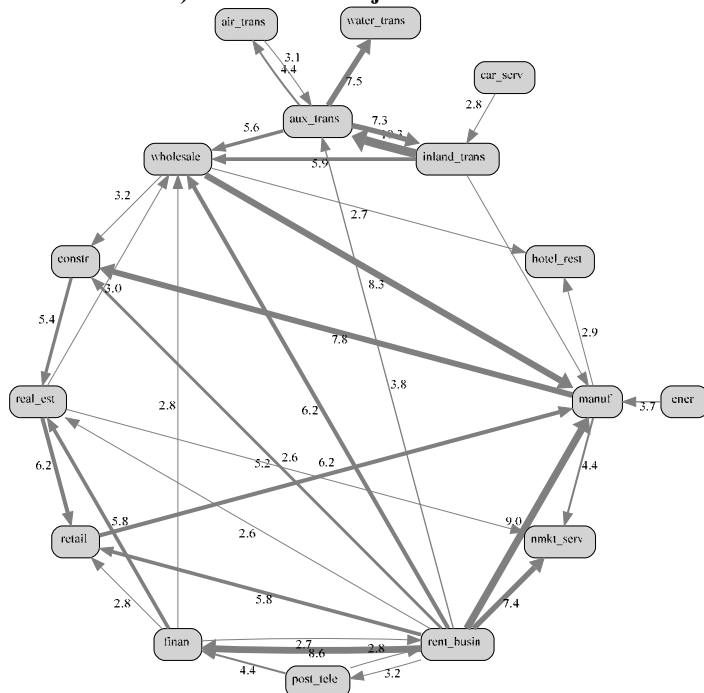 air_trans
water_trans
3.1
4.4
7.5
car_serv
2.8
aux_trans
7.3
5.6
wholesale
5.9
inland_trans
3.2
2.7
constr
hotel_rest
3.0
8.3
5.4
7.8
2.9
real_est
2.8
3.8
manuf
3.7
ener
6.2
6.2
5.2
2.6
6.2
4.4
5.8
9.0
retail
2.6
nmkt_serv
2.8
5.8
7.4
finan
2.7
8.6
2.8
rent_busin
4.4
post_tele
3.2